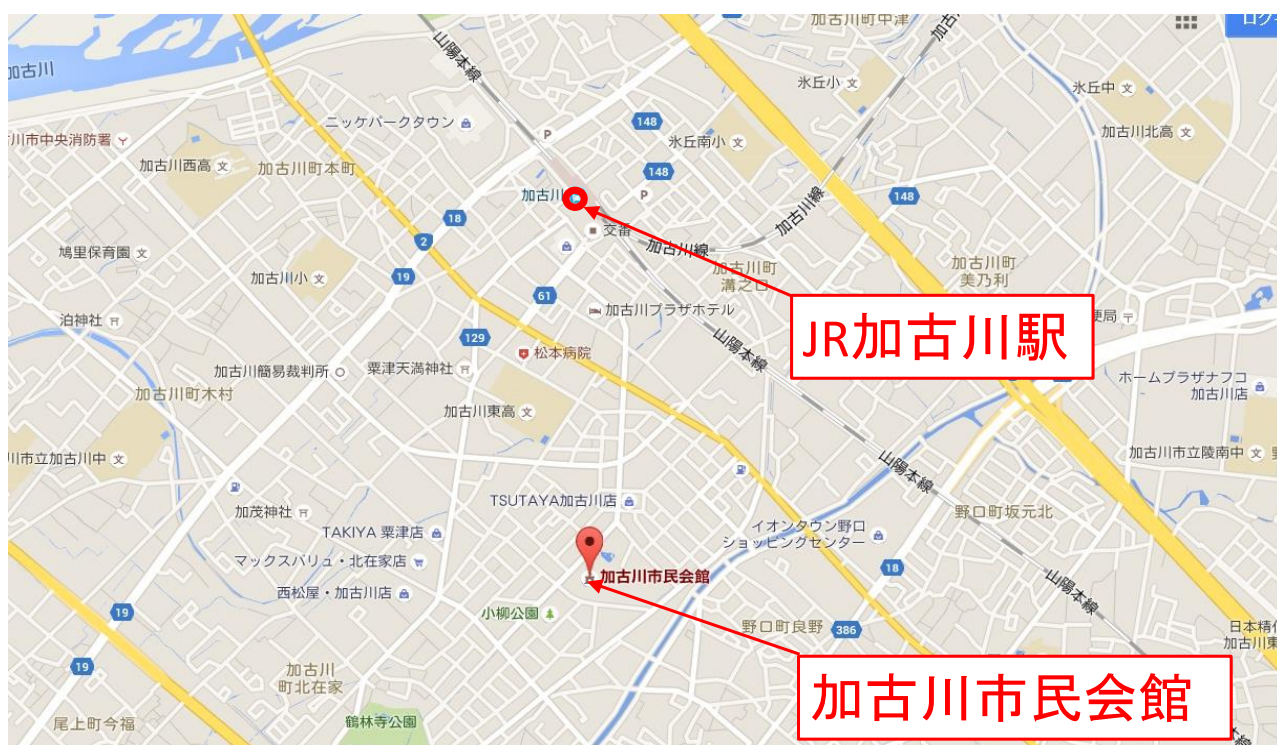 加古川町中津
ログ
山陽本線
加古川
氷丘小
氷丘中
ニッケパークタウン
148
加古川北高
川市中央消防署
氷丘南小
P
加古川西高
加古川町本町
148
加古川
P
148
18
加古川線
交番
2
加古川線
鳩里保育園
加古川町
溝之口
加古川町
美乃利
加古川小
19
61
加古川プラザホテル
泊神社
便局
JR加古川駅
129
山陽本線
松本病院
加古川簡易裁判所
粟津天満神社
ホームプラザナフコ
加古川店
加古川町木村
加古川東高
川市立加古川中
山陽本線
加古川市立陵南中
野
TSUTAYA加古川店
加茂神社
野口町坂元北
TAKIYA 粟津店
イオンタウン野口
ショッピングセンター
マックスバリュ・北在家店
加古川市民会館
18
西松屋・加古川店
山陽本線
19
小柳公園
野口町良野
386
日本精化
加古川東
19
加古川
町北在家
加古川市民会館
尾上町今福
鶴林寺公園
本線